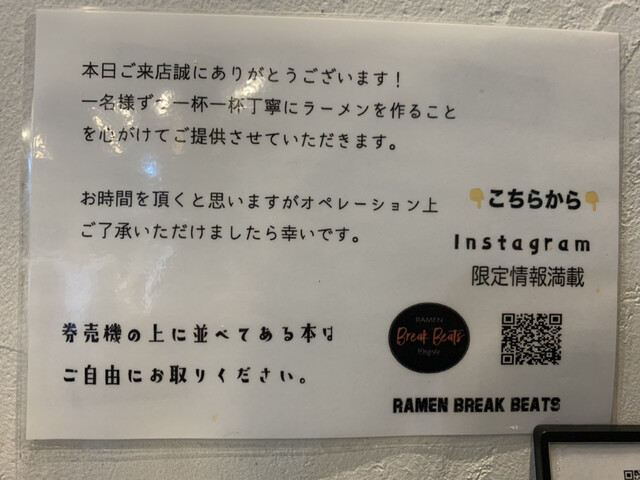 本日ご来店誠にありがとうございます！
一名様ずつ一杯一杯丁寧にラーメンを作ること
を心がけてご提供させていただきます。
お時間を頂くと思いますがオペレーション上
ご了承いただけましたら幸いです。
券売機の上に並べてある本は
ご自由にお取りください。
👇こちらから👇
Instagram
限定情報満載
RAMEN
Break Beats
RAMEN BREAK BEATS